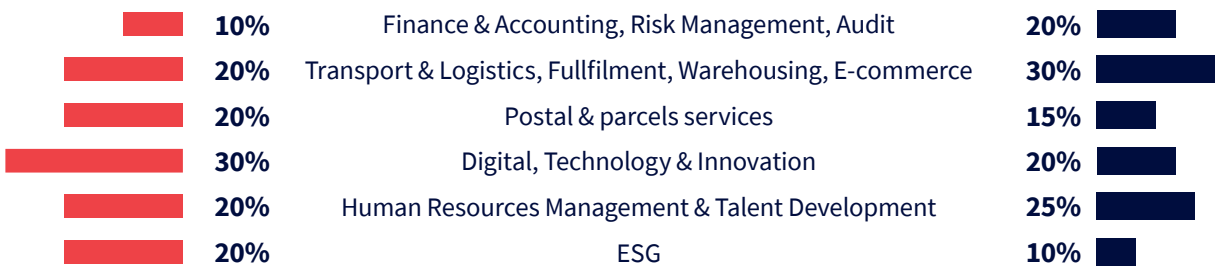 10% Finance & Accounting, Risk Management, Audit 20%
20% Transport & Logistics, Fullfilment, Warehousing, E-commerce 30%
20% Postal & parcels services 15%
30% Digital, Technology & Innovation 20%
20% Human Resources Management & Talent Development 25%
20% ESG 10%